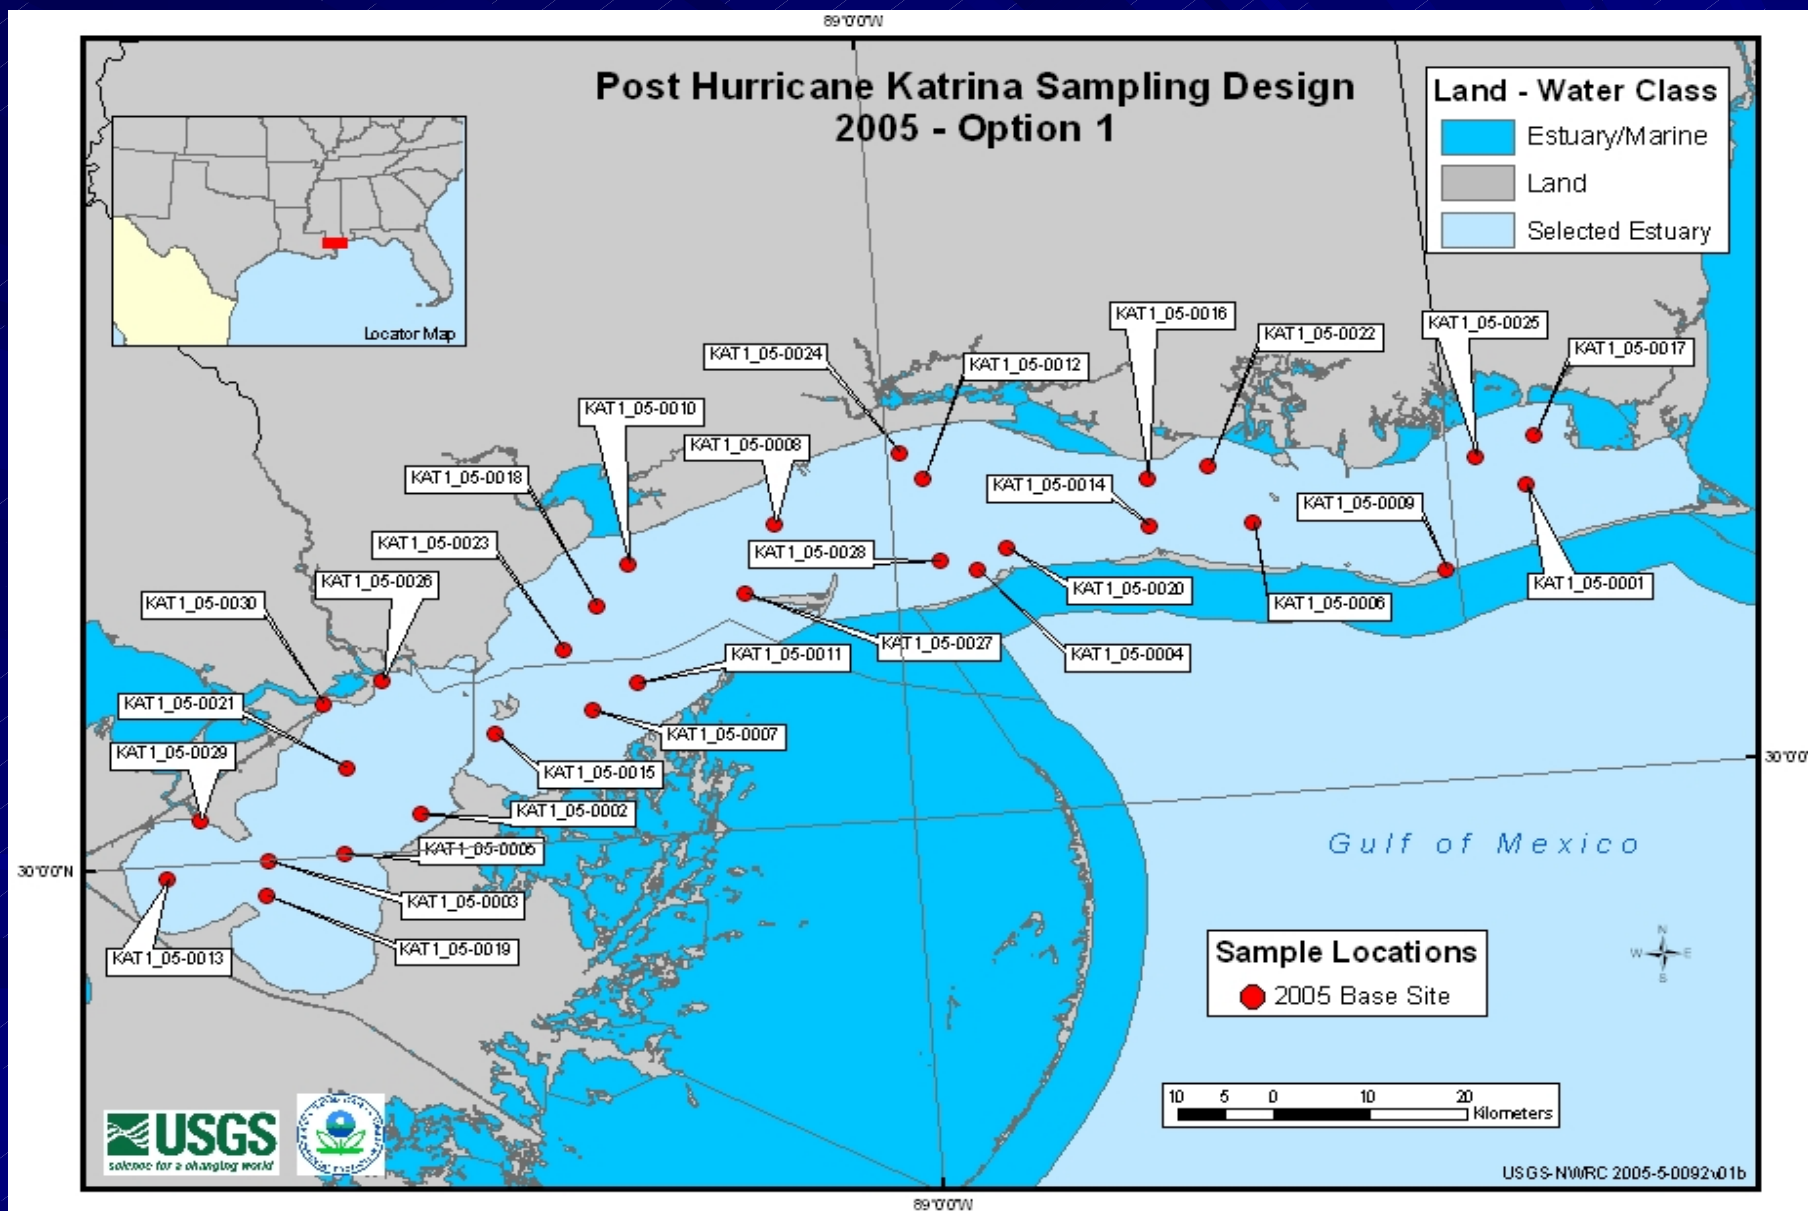 89°0'0"W
Post Hurricane Katrina Sampling Design
2005 - Option 1
Land - Water Class
Estuary/Marine
Land
Selected Estuary
Locator Map
KAT1_05-0016
KAT1_05-0022
KAT1_05-0025
KAT1_05-0017
KAT1_05-0024
KAT1_05-0012
KAT1_05-0010
KAT1_05-0008
KAT1_05-0018
KAT1_05-0014
KAT1_05-0009
KAT1_05-0023
KAT1_05-0028
KAT1_05-0026
KAT1_05-0020
KAT1_05-0001
KAT1_05-0030
KAT1_05-0006
KAT1_05-0027
KAT1_05-0011
KAT1_05-0004
KAT1_05-0021
KAT1_05-0007
KAT1_05-0029
KAT1_05-0015
30°0'0"
KAT1_05-0002
KAT1_05-0005
Gulf of Mexico
30°0'0"N
KAT1_05-0003
KAT1_05-0019
KAT1_05-0013
N
W E
S
Sample Locations
2005 Base Site
10 5 0 10 20
Kilometers
USGS
science for a changing world
USGS-NWRC 2005-5-0092v01b
89°0'0"W